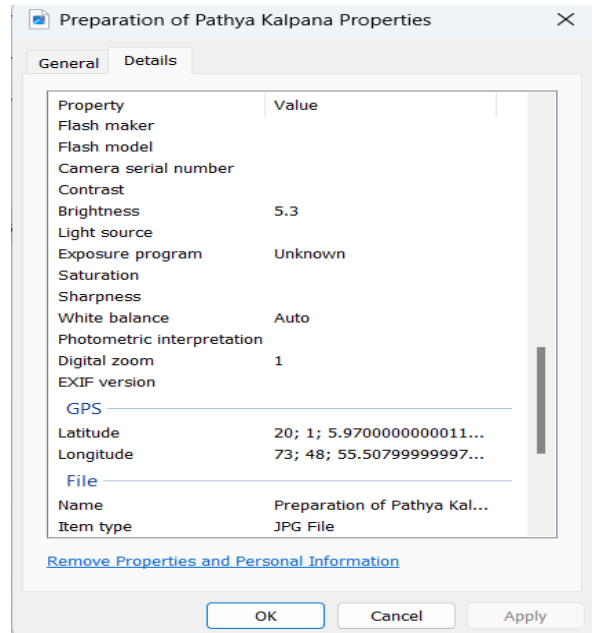 Preparation of Pathya Kalpana Properties
General Details
Property Value
Flash maker
Flash model
Camera serial number
Contrast
Brightness 5.3
Light source
Exposure program Unknown
Saturation
Sharpness
White balance Auto
Photometric interpretation
Digital zoom 1
EXIF version
GPS
Latitude 20; 1; 5.9700000000011...
Longitude 73; 48; 55.50799999997...
File
Name Preparation of Pathya Kal...
Item type JPG File
Remove Properties and Personal Information
OK Cancel Apply